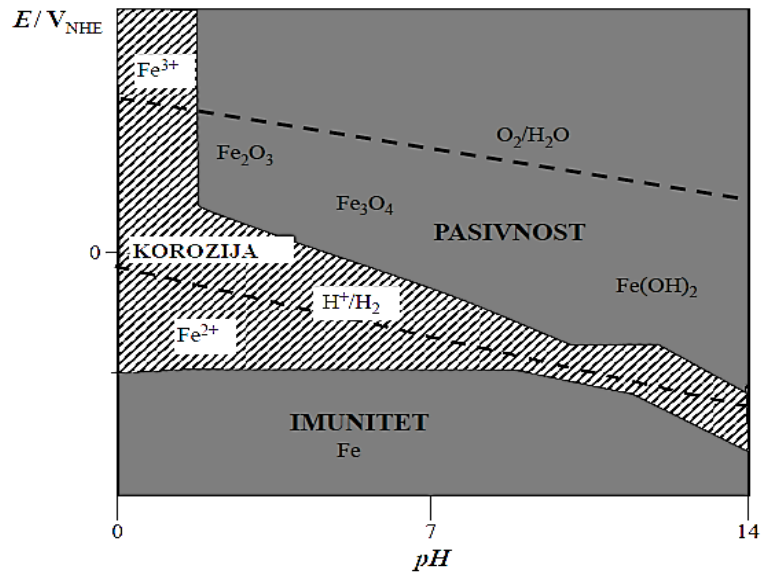 E / V_NHE
Fe³⁺
O₂/H₂O
Fe₂O₃
Fe₃O₄
PASIVNOST
0
KOROZIJA
Fe(OH)₂
H⁺/H₂
Fe²⁺
IMUNITET
Fe
0
7
14
pH